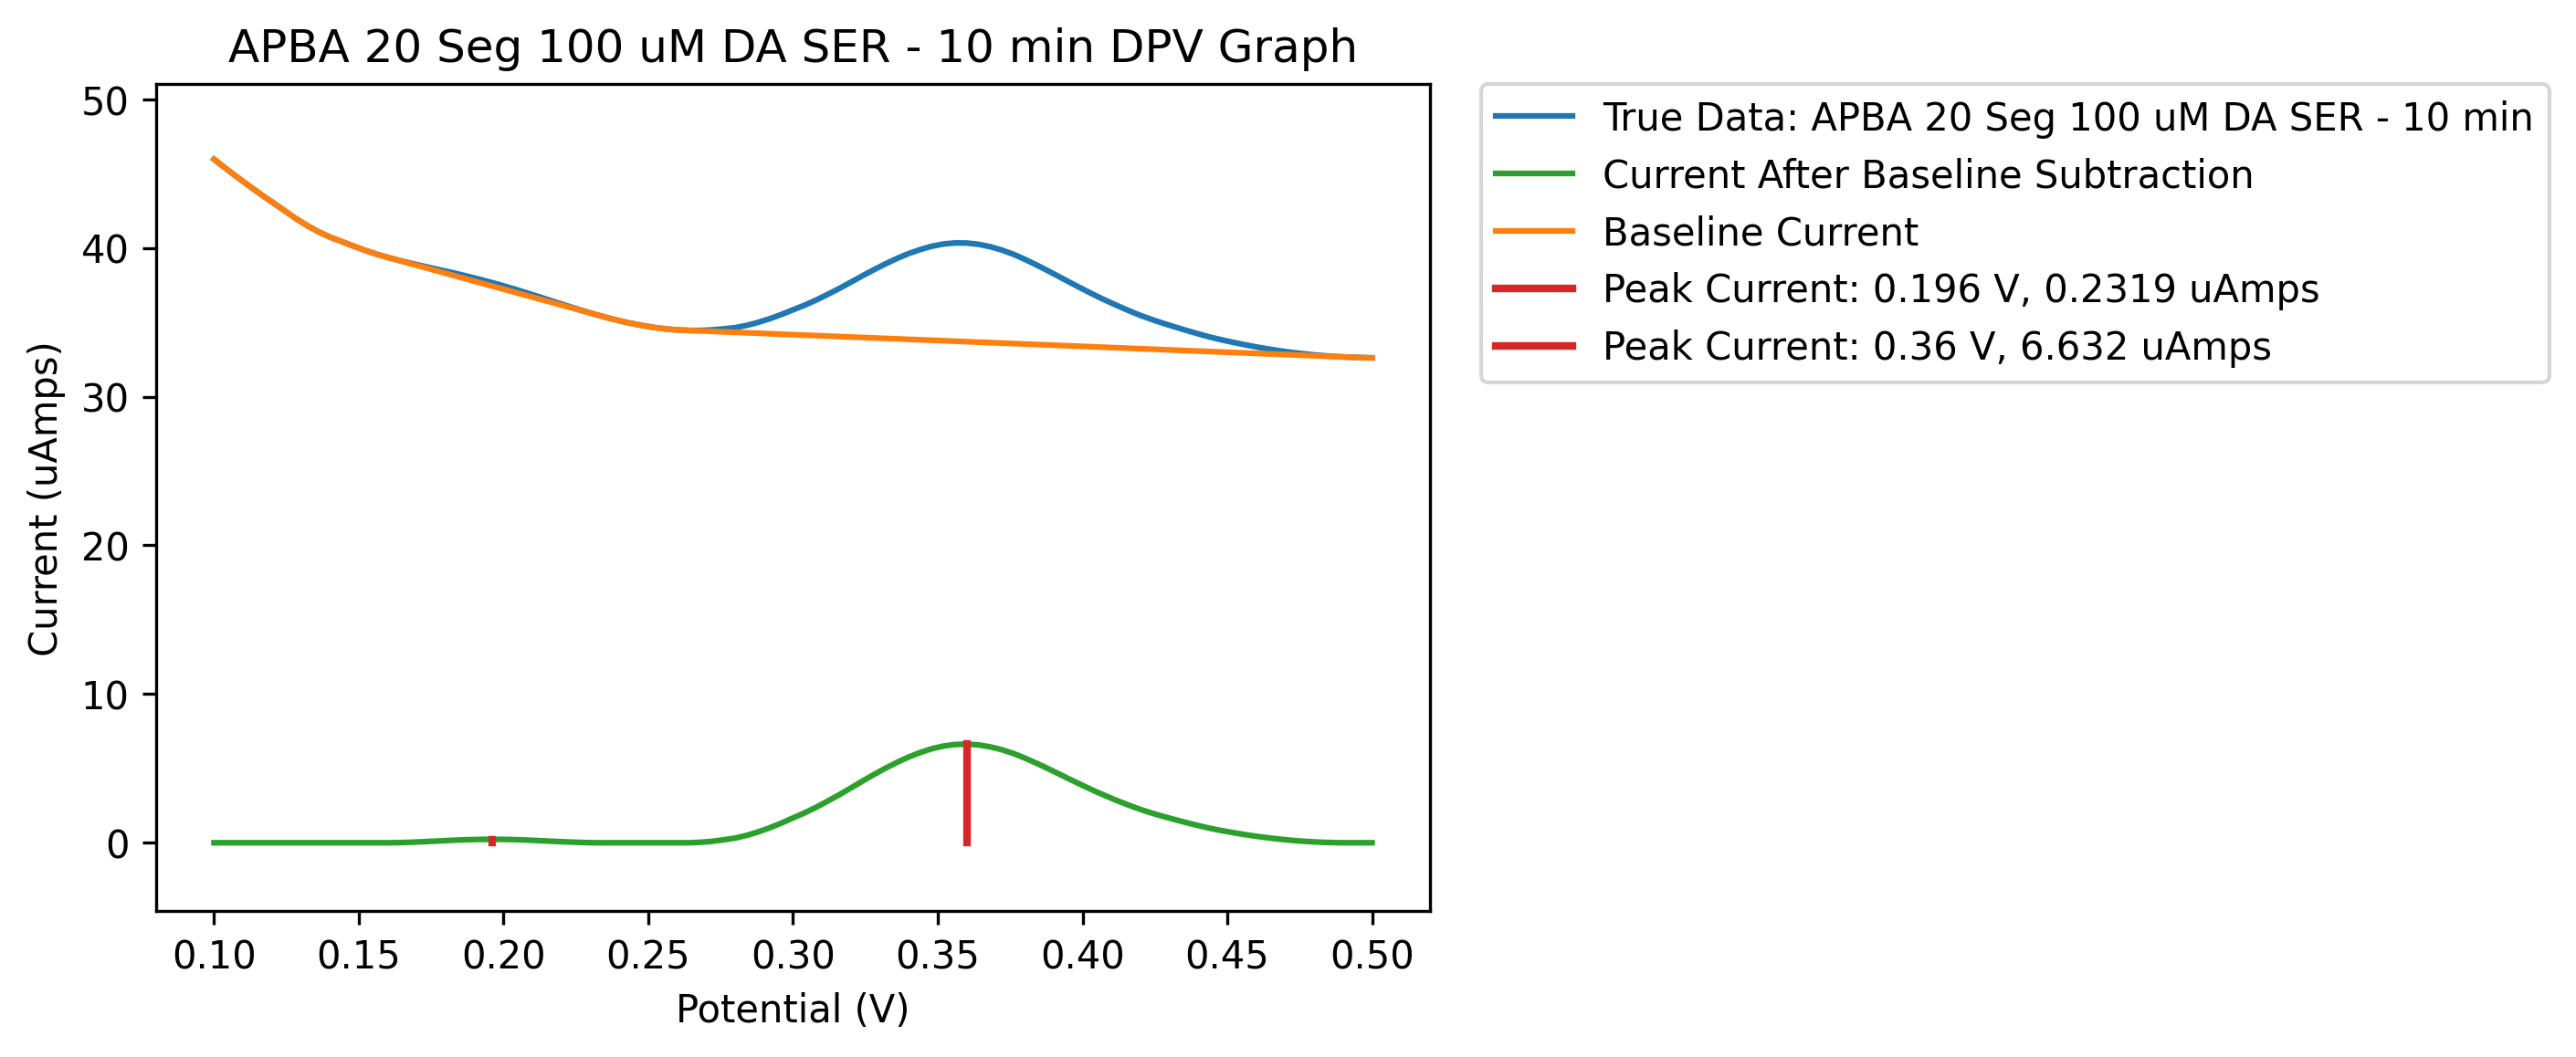 APBA 20 Seg 100 uM DA SER - 10 min DPV Graph
True Data: APBA 20 Seg 100 uM DA SER - 10 min
Current After Baseline Subtraction
Baseline Current
Peak Current: 0.196 V, 0.2319 uAmps
Peak Current: 0.36 V, 6.632 uAmps
Current (uAmps)
50
40
30
20
10
0
0.10 0.15 0.20 0.25 0.30 0.35 0.40 0.45 0.50
Potential (V)